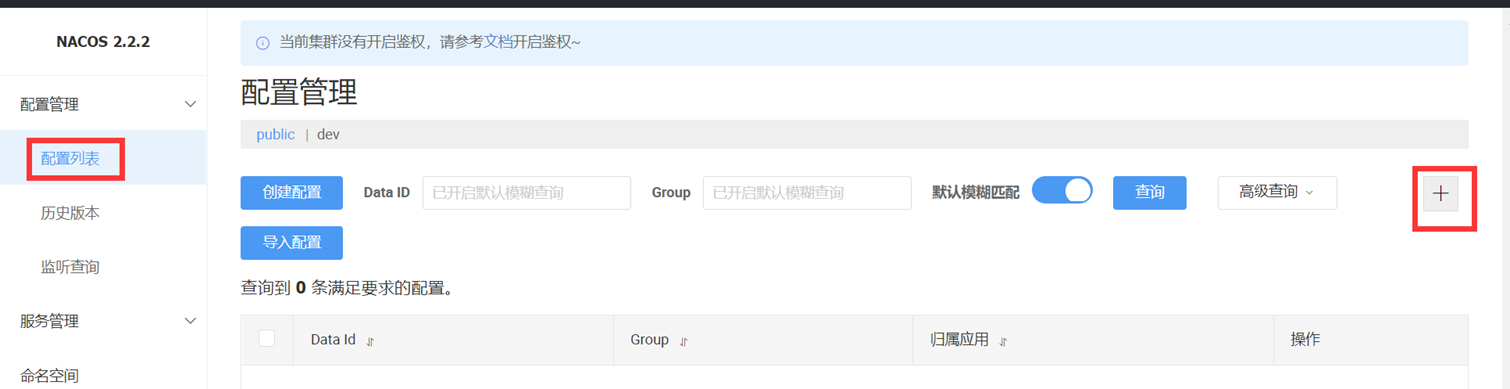 NACOS 2.2.2
配置管理
配置列表
历史版本
监听查询
服务管理
命名空间
当前集群没有开启鉴权，请参考文档开启鉴权~
配置管理
public | dev
创建配置 Data ID 已开启默认模糊查询 Group 已开启默认模糊查询 默认模糊匹配 查询 高级查询
导入配置
查询到 0 条满足要求的配置。
Data Id Group 归属应用 操作